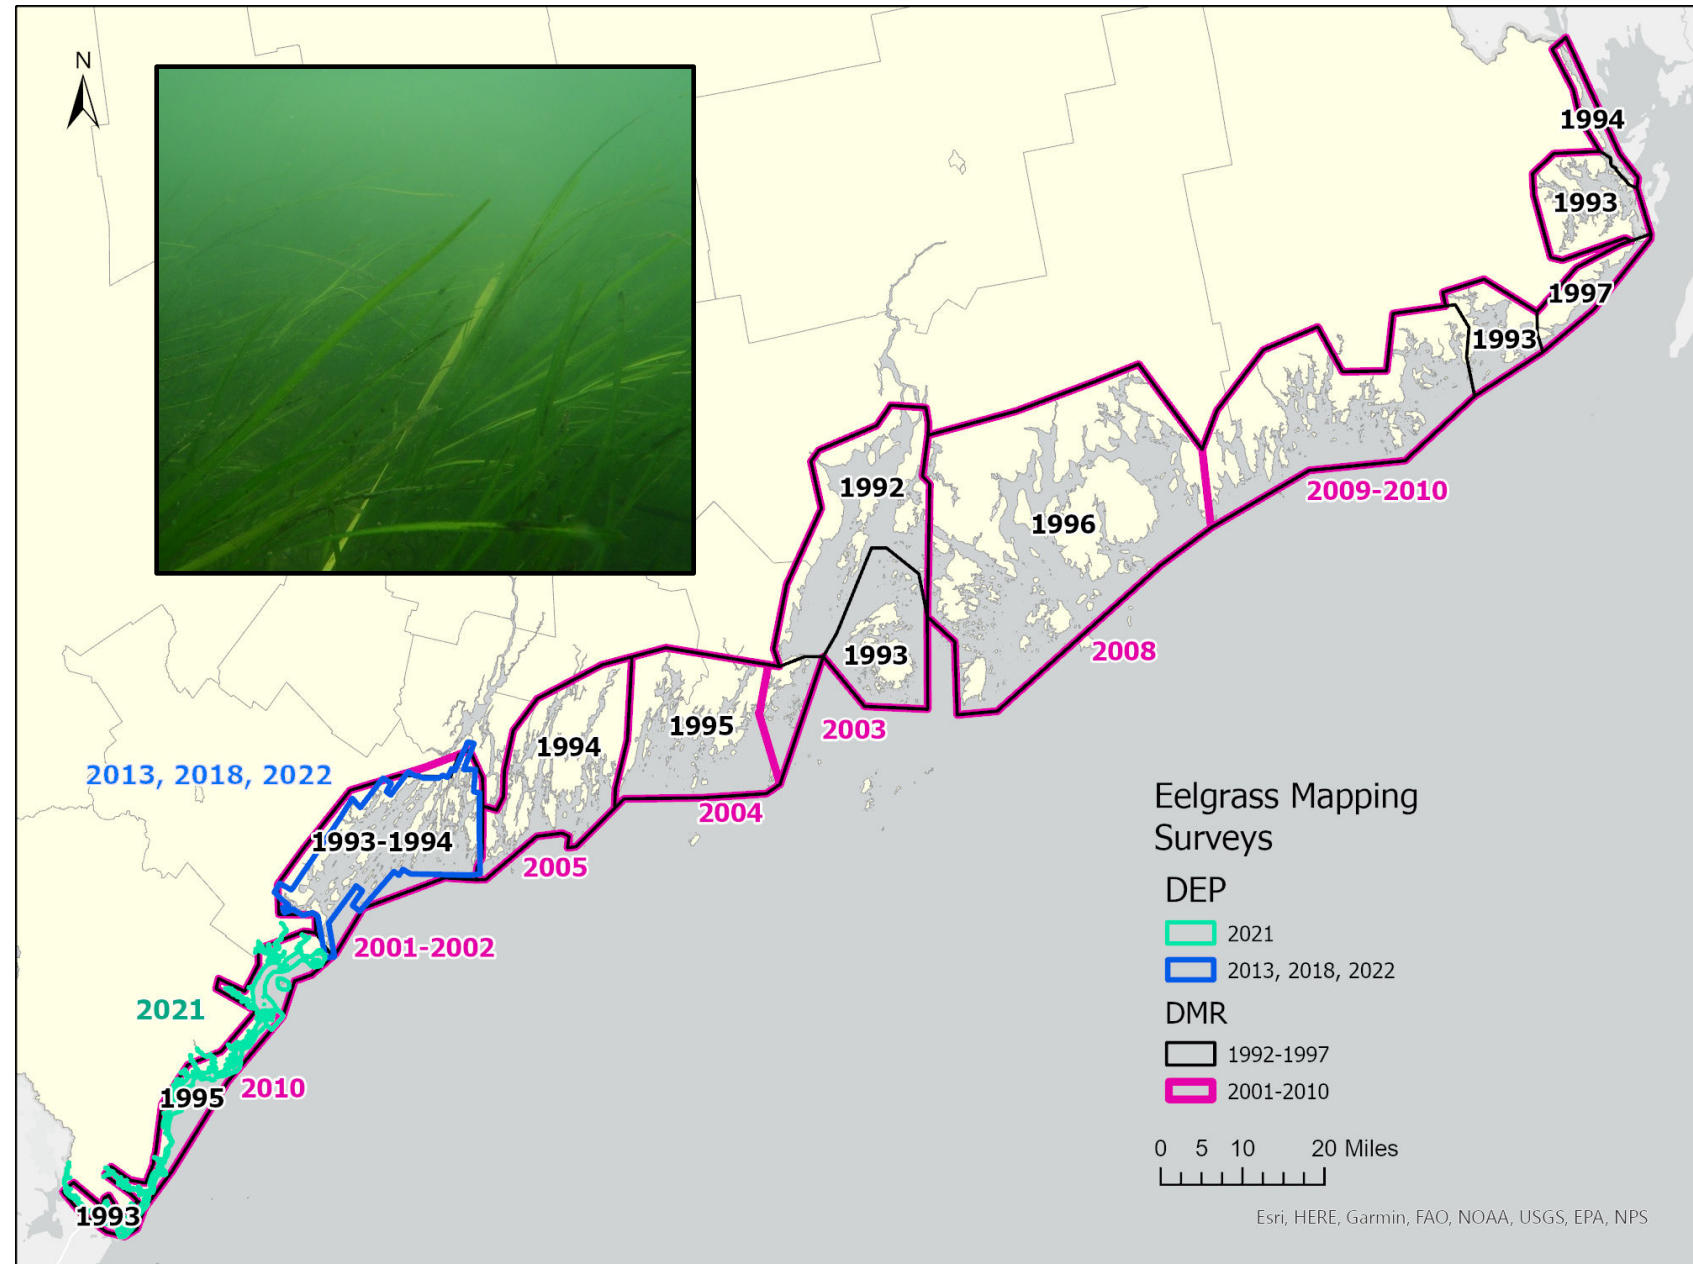 N
1994
1993
1997
1993
2009-2010
1992
1996
1993
2008
2003
1995
1994
2004
2013, 2018, 2022
1993-1994
2005
2001-2002
2021
2010
1995
1993
Eelgrass Mapping
Surveys
DEP
2021
2013, 2018, 2022
DMR
1992-1997
2001-2010
0 5 10 20 Miles
Esri, HERE, Garmin, FAO, NOAA, USGS, EPA, NPS